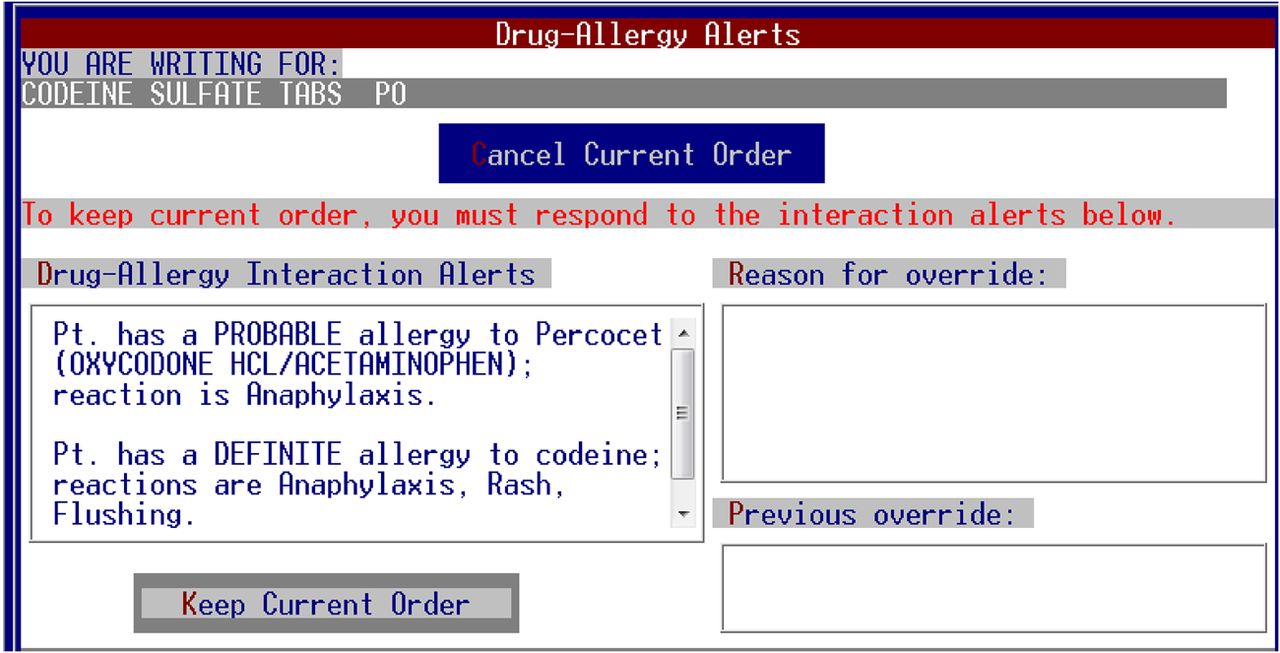 Drug-Allergy Alerts
YOU ARE WRITING FOR:
CODEINE SULFATE TABS PO
Cancel Current Order
To keep current order, you must respond to the interaction alerts below.
Drug-Allergy Interaction Alerts
Pt. has a PROBABLE allergy to Percocet
(OXYCODONE HCL/ACETAMINOPHEN);
reaction is Anaphylaxis.
Pt. has a DEFINITE allergy to codeine;
reactions are Anaphylaxis, Rash,
Flushing.
Keep Current Order
Reason for override:
Previous override: